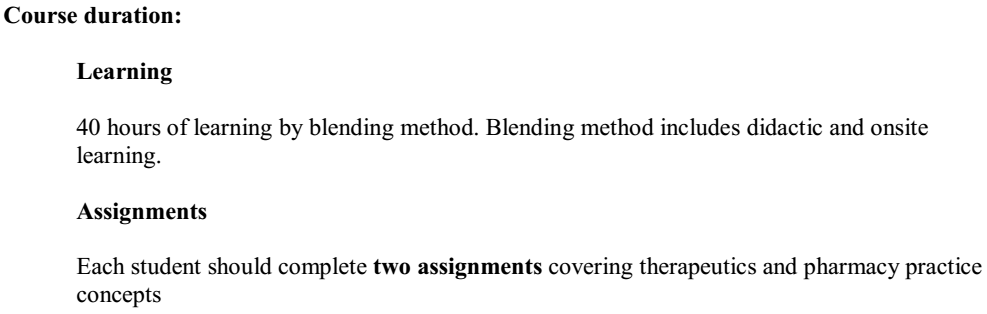 Course duration:
Learning
40 hours of learning by blending method. Blending method includes didactic and onsite
learning.
Assignments
Each student should complete two assignments covering therapeutics and pharmacy practice
concepts